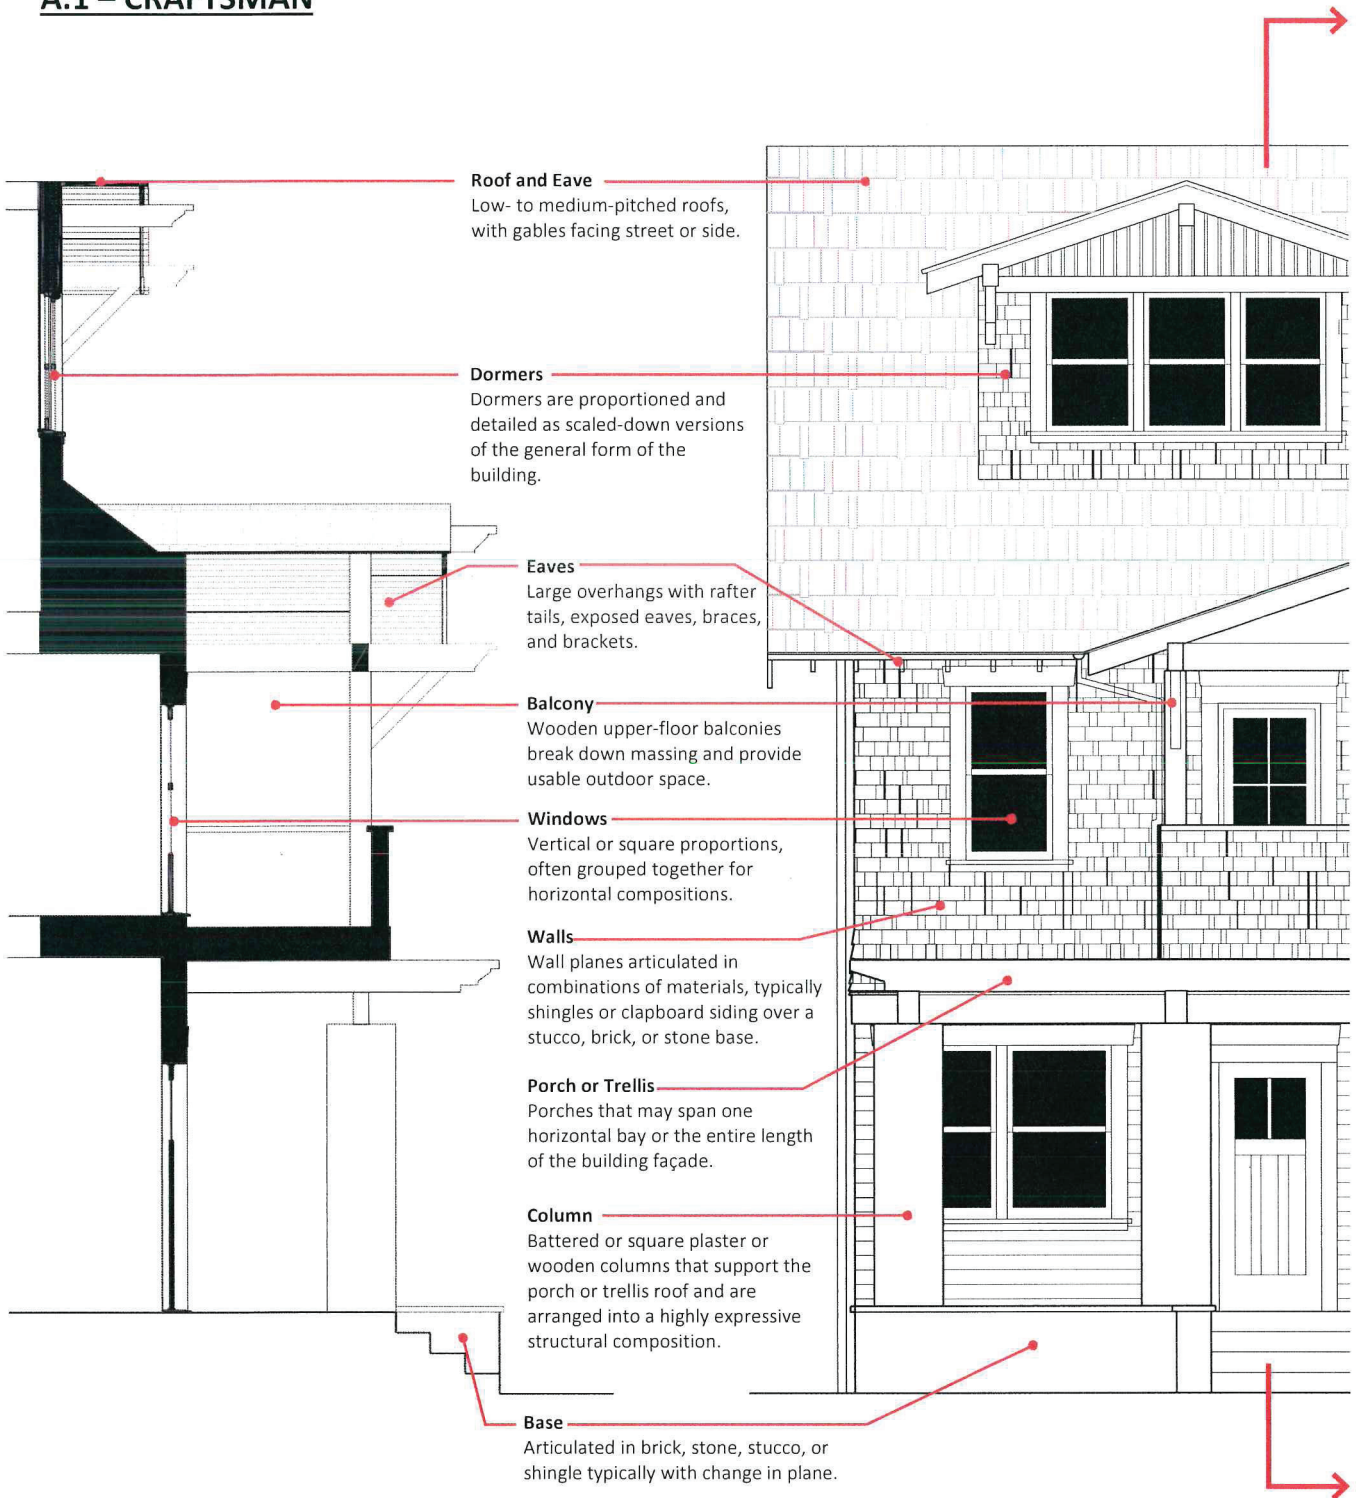 A.1 – CRAFTSMAN
Roof and Eave
Low- to medium-pitched roofs,
with gables facing street or side.
Dormers
Dormers are proportioned and
detailed as scaled-down versions
of the general form of the
building.
Eaves
Large overhangs with rafter
tails, exposed eaves, braces,
and brackets.
Balcony
Wooden upper-floor balconies
break down massing and provide
usable outdoor space.
Windows
Vertical or square proportions,
often grouped together for
horizontal compositions.
Walls
Wall planes articulated in
combinations of materials, typically
shingles or clapboard siding over a
stucco, brick, or stone base.
Porch or Trellis
Porches that may span one
horizontal bay or the entire length
of the building façade.
Column
Battered or square plaster or
wooden columns that support the
porch or trellis roof and are
arranged into a highly expressive
structural composition.
Base
Articulated in brick, stone, stucco, or
shingle typically with change in plane.